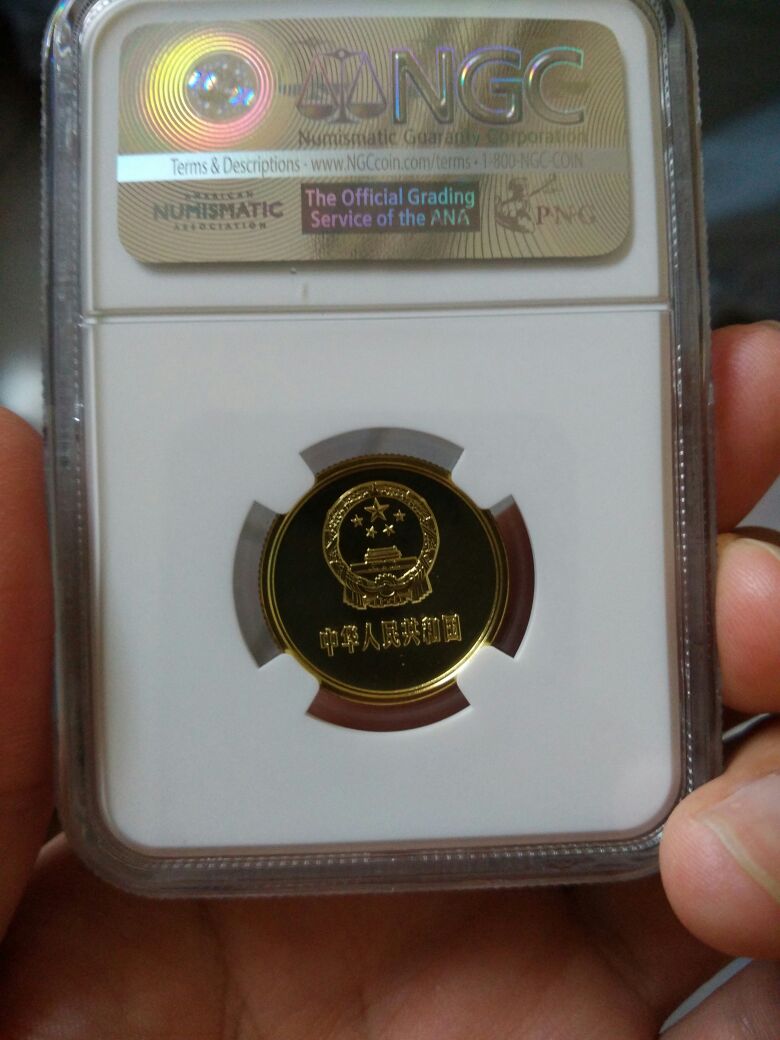 NGC
Numismatic Guaranty Corporation
Terms & Descriptions - www.NGCcoin.com/terms • 1-800-NGC-COIN
AMERICAN
NUMISMATIC
ASSOCIATION
The Official Grading
Service of the ANA
PNG
中华人民共和国